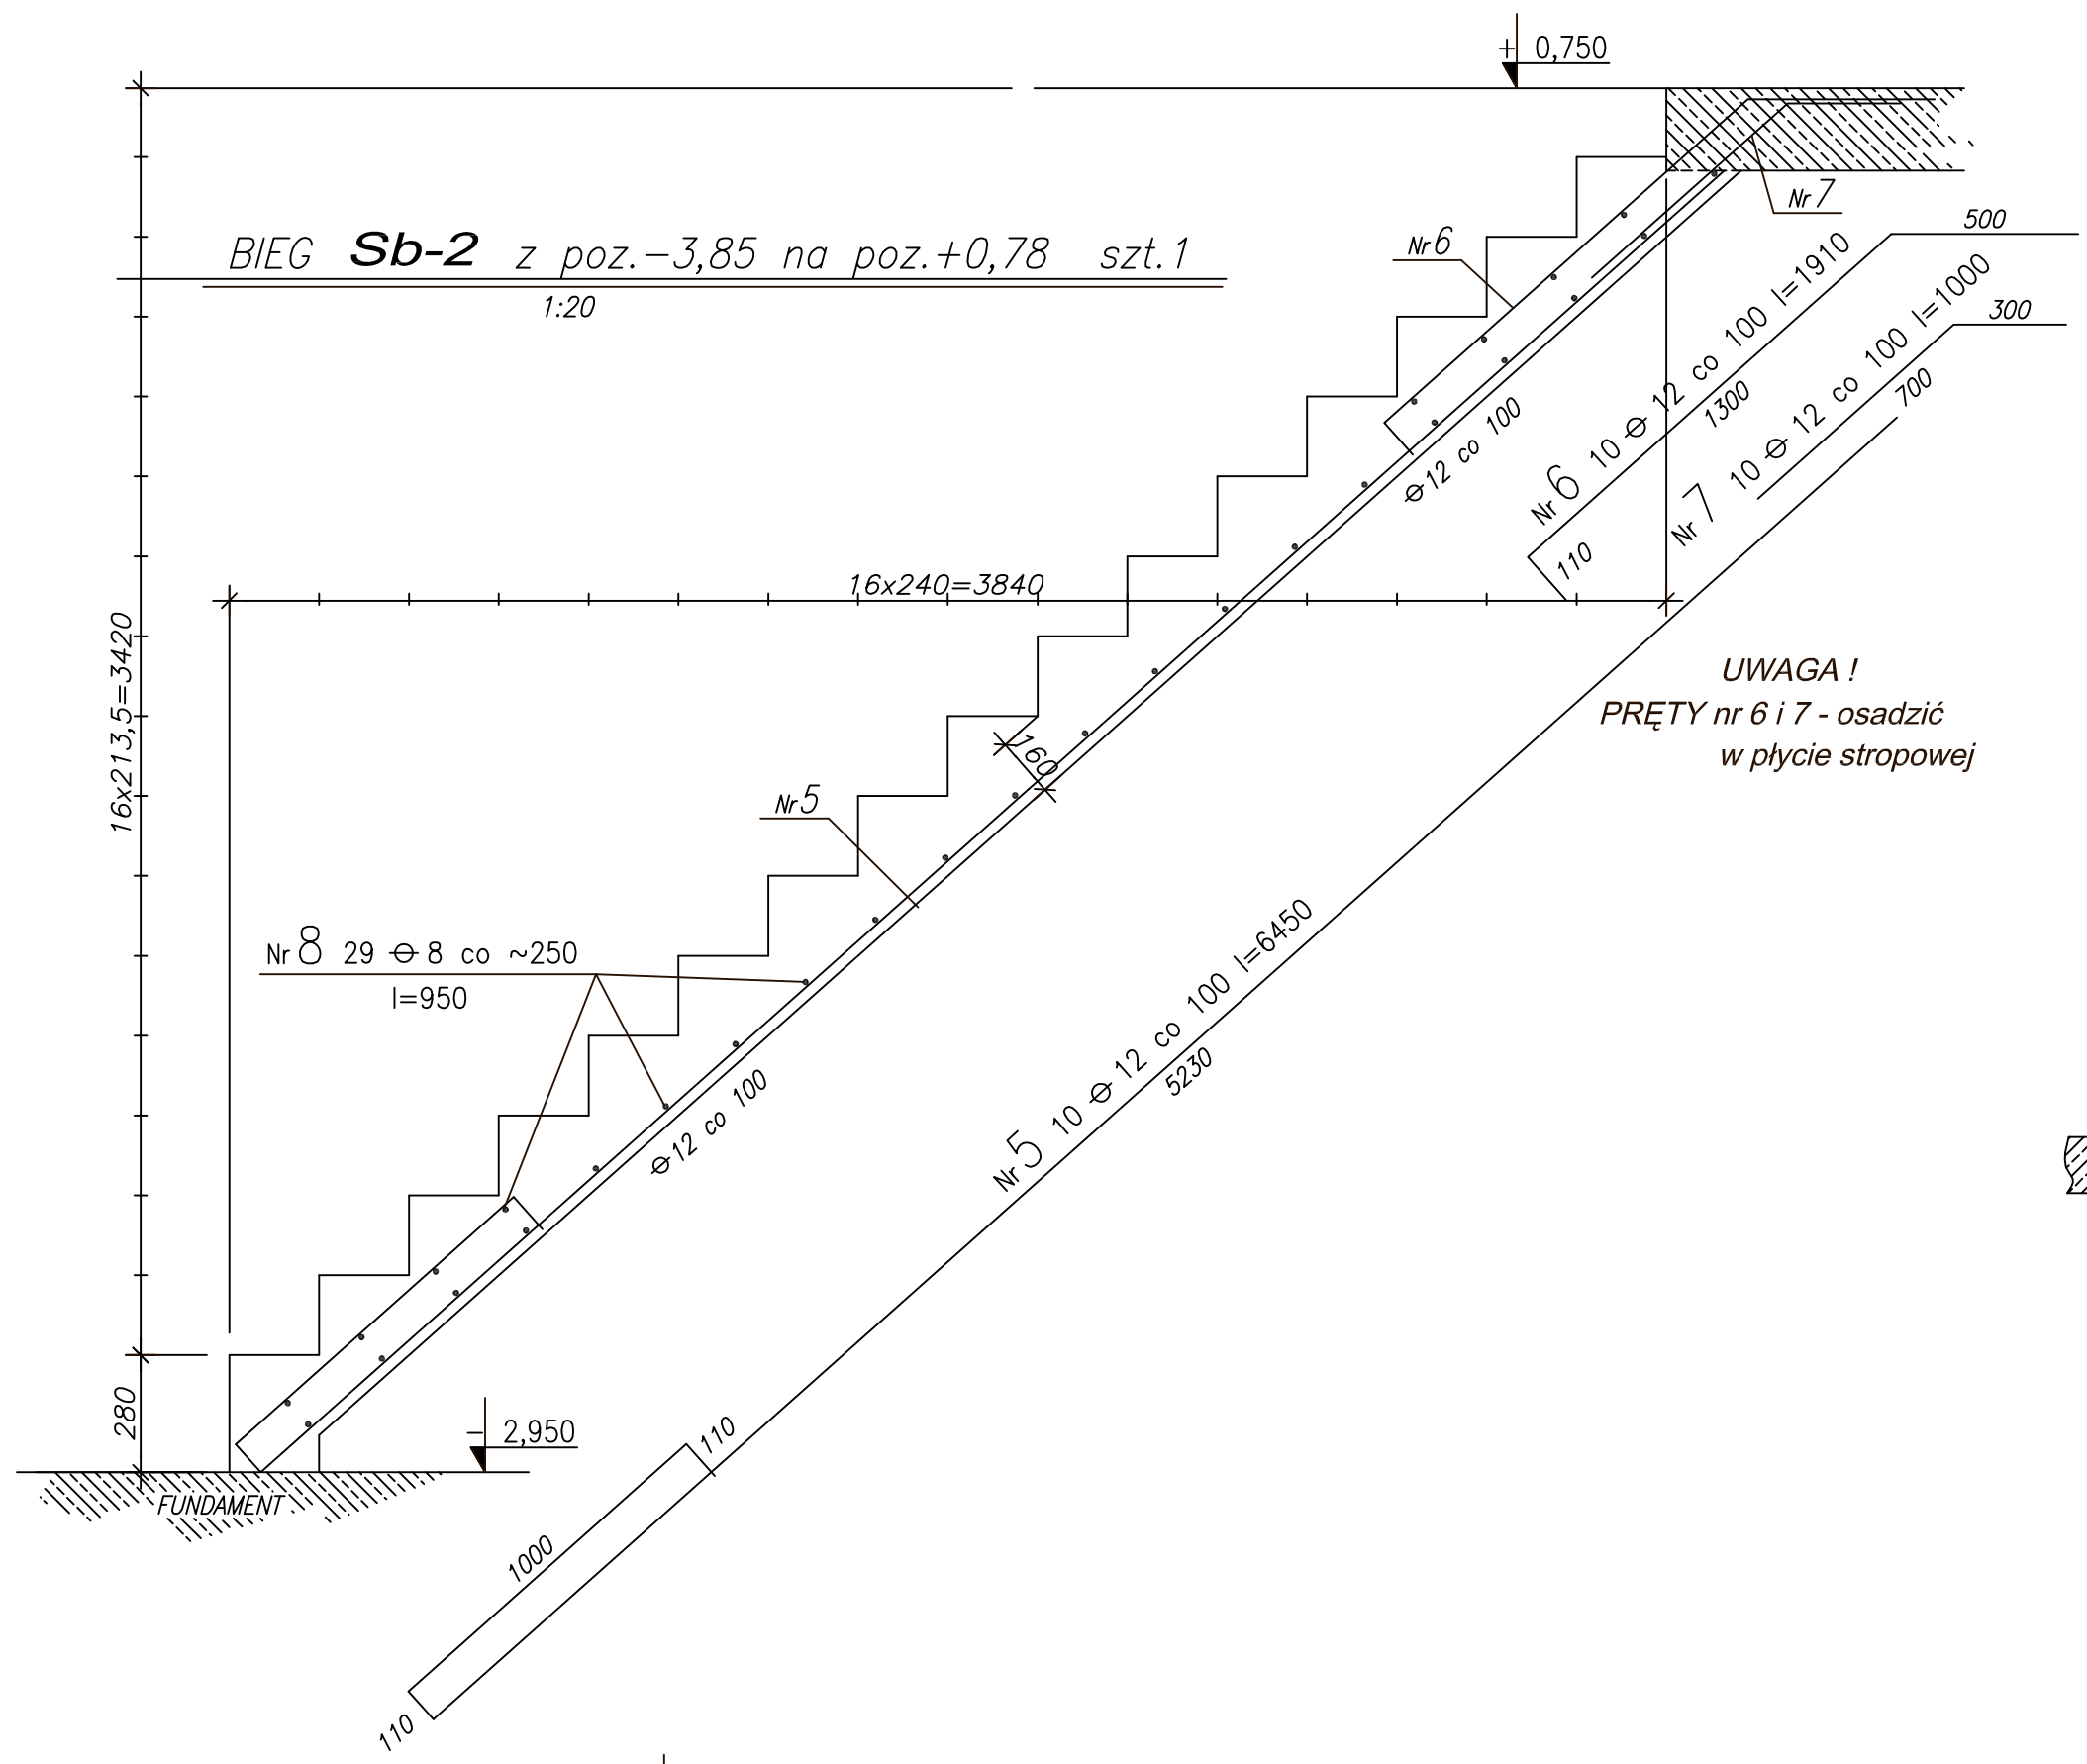 + 0,750
BIEG Sb-2 z poz.-3,85 na poz.+0,78 szt.1
1:20
Nr 7
Nr 6
500
Nr 6 10 ⌀ 12 co 100 l=1910
1300
110
300
Nr 7 10 ⌀ 12 co 100 l=1000
700
⌀ 12 co 100
16x240=3840
16x213,5=3420
UWAGA !
PRĘTY nr 6 i 7 - osadzić
w płycie stropowej
160
Nr 5
Nr 8 29 ⌀ 8 co ~250
l=950
⌀ 12 co 100
Nr 5 10 ⌀ 12 co 100 l=6450
5230
280
- 2,950
FUNDAMENT
110
1000
110